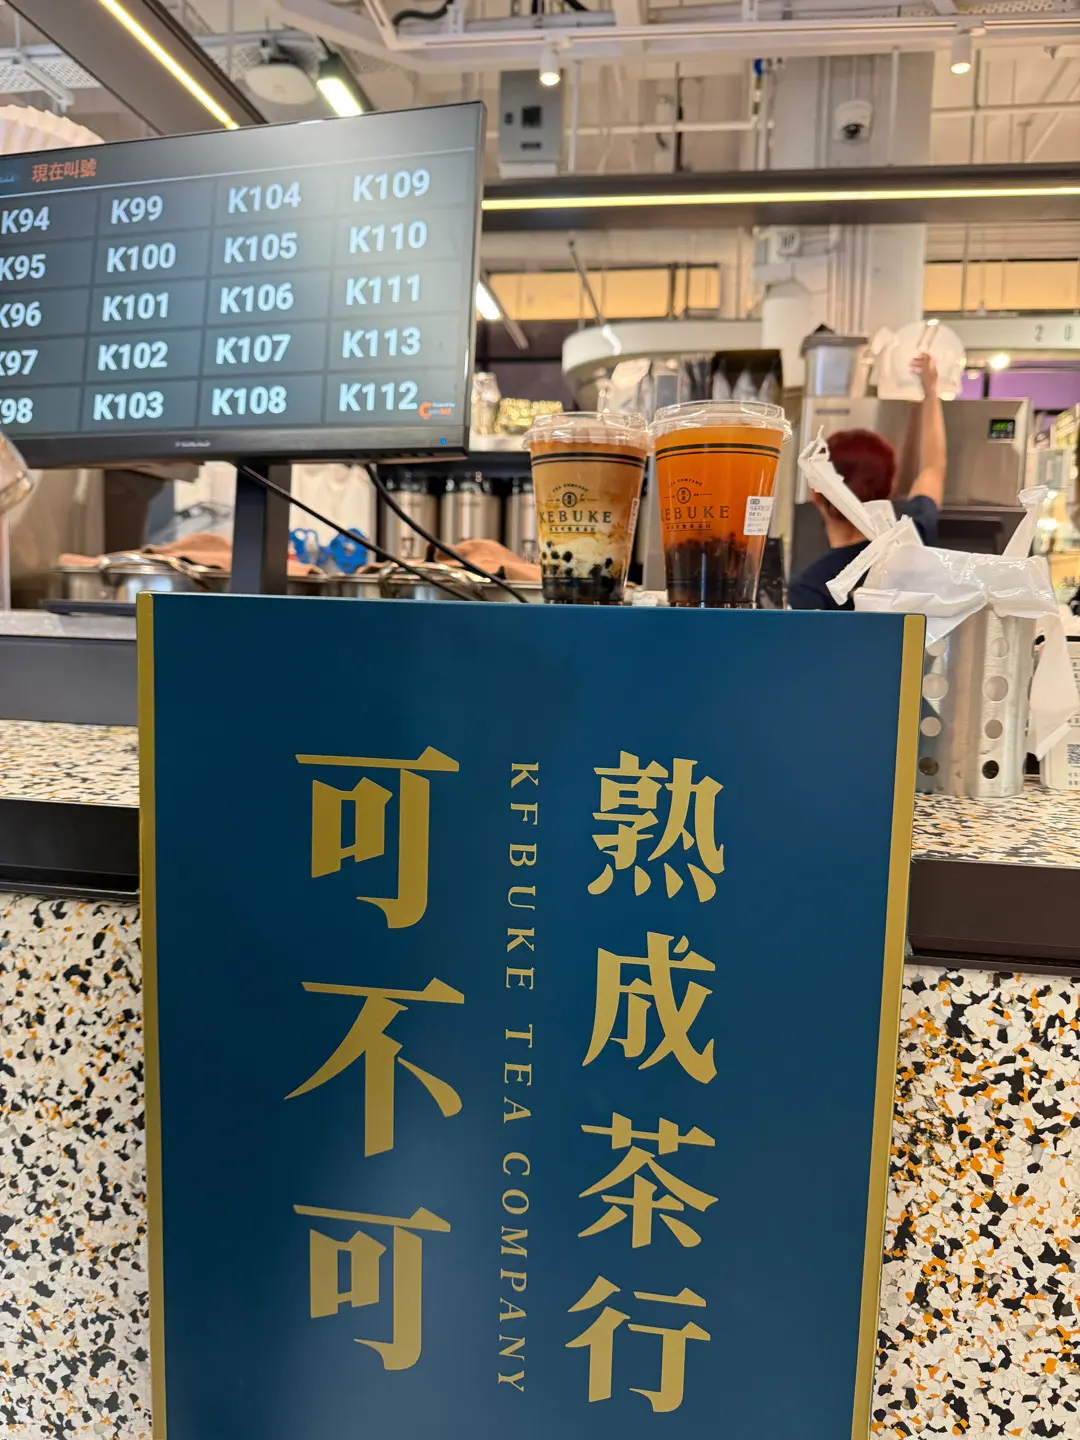 現在叫號
K94 K99 K104 K109
K95 K100 K105 K110
K96 K101 K106 K111
K97 K102 K107 K113
K98 K103 K108 K112
KEBUKE
KEBUKE
熟成茶行
KEBUKE TEA COMPANY
可不可